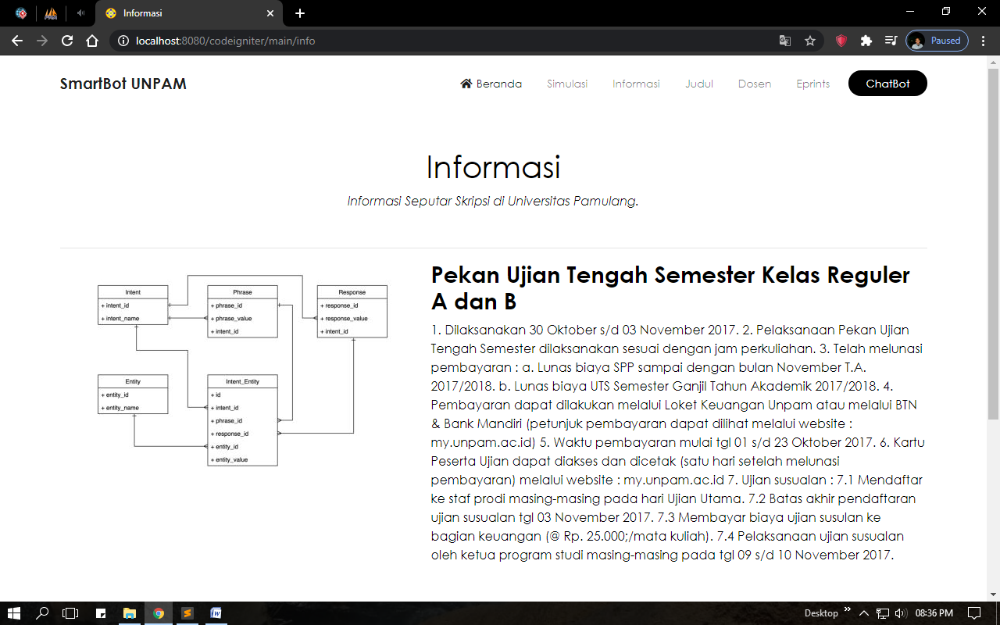 Informasi
localhost:8080/codeigniter/main/info
Paused
SmartBot UNPAM
Beranda
Simulasi
Informasi
Judul
Dosen
Eprints
ChatBot
Informasi
Informasi Seputar Skripsi di Universitas Pamulang.
Intent
+ intent_id
+ intent_name
Phrase
+ phrase_id
+ phrase_value
+ intent_id
Response
+ response_id
+ response_value
+ intent_id
Entity
+ entity_id
+ entity_name
Intent_Entity
+ id
+ intent_id
+ phrase_id
+ response_id
+ entity_id
+ entity_value
Pekan Ujian Tengah Semester Kelas Reguler
A dan B
1. Dilaksanakan 30 Oktober s/d 03 November 2017. 2. Pelaksanaan Pekan Ujian
Tengah Semester dilaksanakan sesuai dengan jam perkuliahan. 3. Telah melunasi
pembayaran : a. Lunas biaya SPP sampai dengan bulan November T.A.
2017/2018. b. Lunas biaya UTS Semester Ganjil Tahun Akademik 2017/2018. 4.
Pembayaran dapat dilakukan melalui Loket Keuangan Unpam atau melalui BTN
& Bank Mandiri (petunjuk pembayaran dapat dilihat melalui website :
my.unpam.ac.id) 5. Waktu pembayaran mulai tgl 01 s/d 23 Oktober 2017. 6. Kartu
Peserta Ujian dapat diakses dan dicetak (satu hari setelah melunasi
pembayaran) melalui website : my.unpam.ac.id 7. Ujian susualan : 7.1 Mendaftar
ke staf prodi masing-masing pada hari Ujian Utama. 7.2 Batas akhir pendaftaran
ujian susualan tgl 03 November 2017. 7.3 Membayar biaya ujian susulan ke
bagian keuangan (@ Rp. 25.000;/mata kuliah). 7.4 Pelaksanaan ujian susualan
oleh ketua program studi masing-masing pada tgl 09 s/d 10 November 2017.
Desktop
08:36 PM